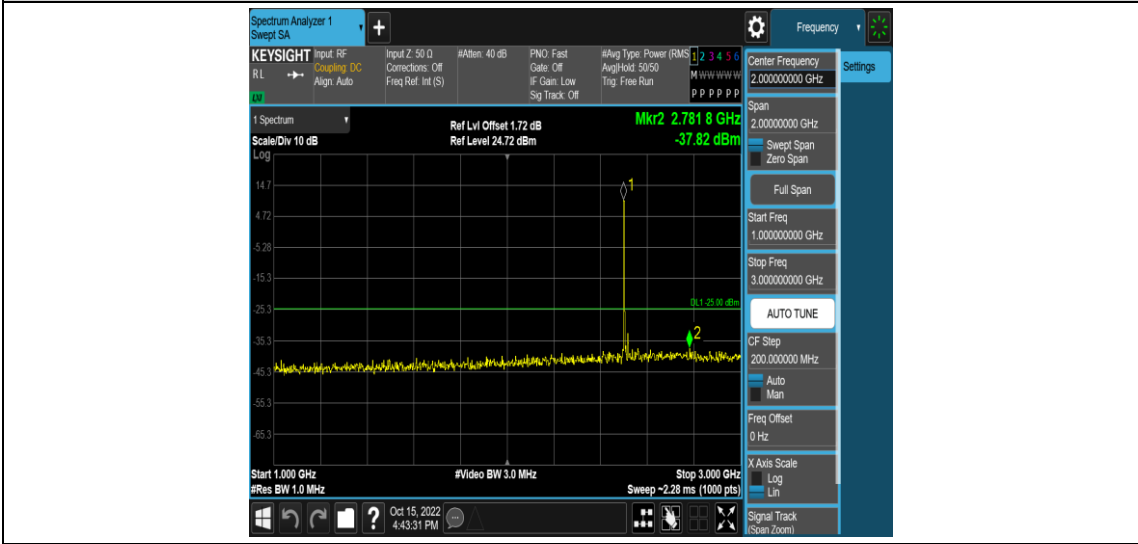 Spectrum Analyzer 1
Swept SA
+
Frequency
KEYSIGHT
RL
Input: RF
Coupling: DC
Align: Auto
Input Z: 50 Ω
Corrections: Off
Freq Ref: Int (S)
#Atten: 40 dB
PNO: Fast
Gate: Off
IF Gain: Low
Sig Track: Off
#Avg Type: Power (RMS
Avg|Hold: 50/50
Trig: Free Run
1 2 3 4 5 6
M W W W W W
P P P P P P
1 Spectrum
Scale/Div 10 dB
Log
Ref Lvl Offset 1.72 dB
Ref Level 24.72 dBm
Mkr2 2.781 8 GHz
-37.82 dBm
14.7
4.72
-5.28
-15.3
-25.3
-35.3
-45.3
-55.3
-65.3
1
DL1 -25.00 dBm
2
Start 1.000 GHz
#Res BW 1.0 MHz
#Video BW 3.0 MHz
Stop 3.000 GHz
Sweep ~2.28 ms (1000 pts)
?
Oct 15, 2022
4:43:31 PM
Center Frequency
2.000000000 GHz
Settings
Span
2.00000000 GHz
Swept Span
Zero Span
Full Span
Start Freq
1.000000000 GHz
Stop Freq
3.000000000 GHz
AUTO TUNE
CF Step
200.000000 MHz
Auto
Man
Freq Offset
0 Hz
X Axis Scale
Log
Lin
Signal Track
(Span Zoom)